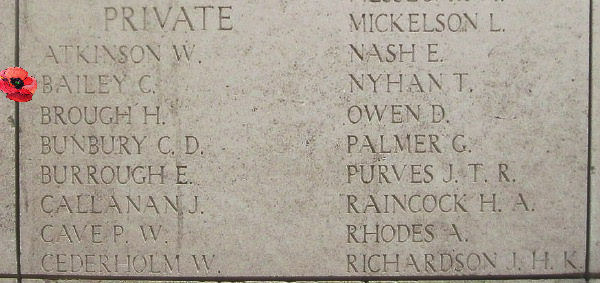 PRIVATE
ATKINSON W.
BAILEY C.
BROUGH H.
BUNBURY C. D.
BURROUGH E.
CALLANAN J.
CAVE P. W.
CEDERHOLM W.
MICKELSON L.
NASH E.
NYHAN T.
OWEN D.
PALMER G.
PURVES J. T. R.
RAINCOCK H. A.
RHODES A.
RICHARDSON J. H. K